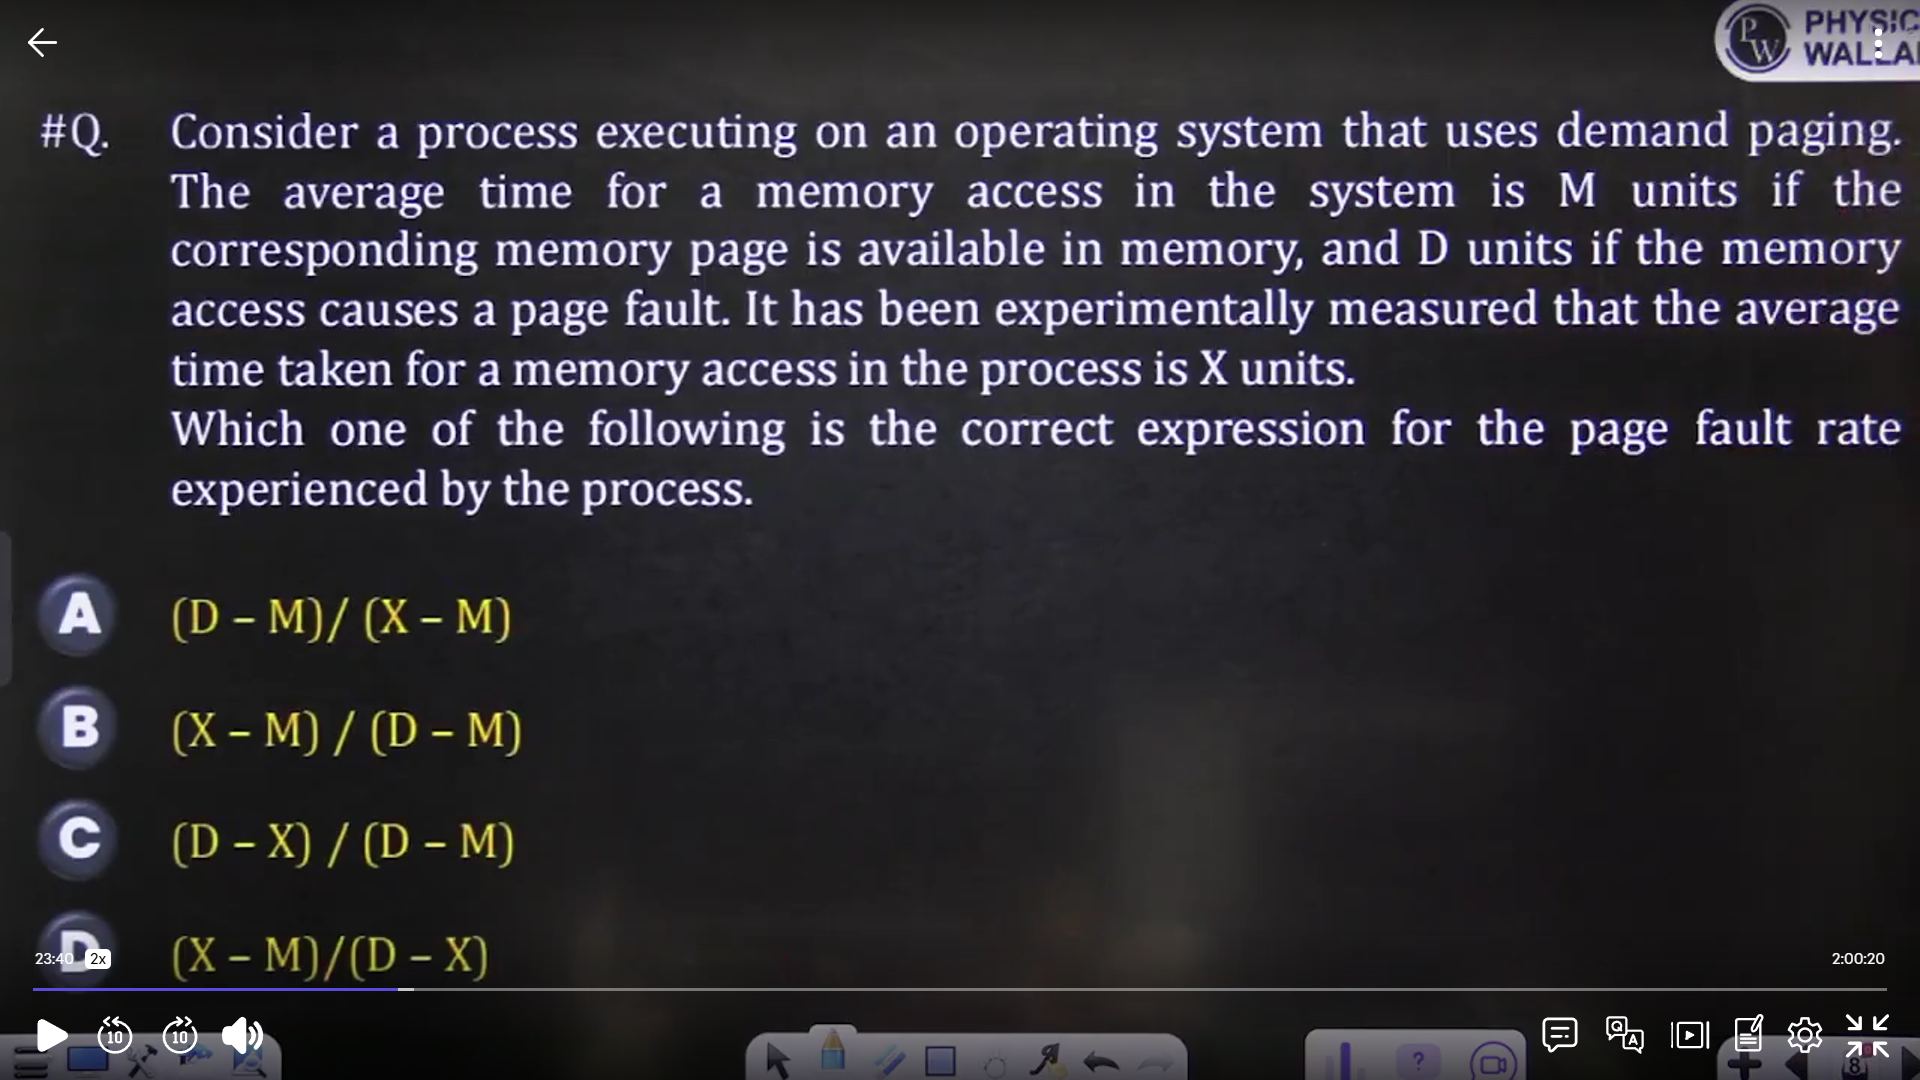 PHYSIC
WALLAH
#Q. Consider a process executing on an operating system that uses demand paging.
The average time for a memory access in the system is M units if the
corresponding memory page is available in memory, and D units if the memory
access causes a page fault. It has been experimentally measured that the average
time taken for a memory access in the process is X units.
Which one of the following is the correct expression for the page fault rate
experienced by the process.
A (D – M)/ (X – M)
B (X – M) / (D – M)
C (D – X) / (D – M)
D (X – M)/(D – X)
23:40 2x 2:00:20
10 10